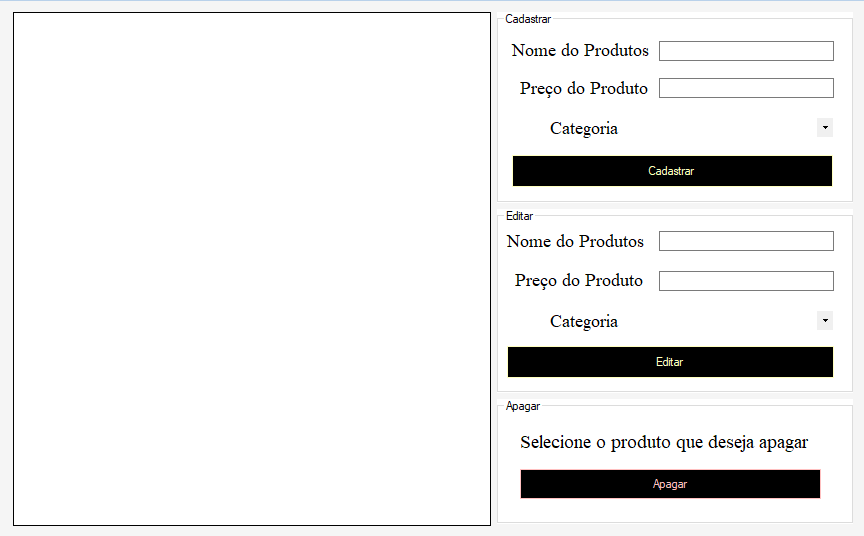 Cadastrar
Nome do Produtos
Preço do Produto
Categoria
Cadastrar
Editar
Nome do Produtos
Preço do Produto
Categoria
Editar
Apagar
Selecione o produto que deseja apagar
Apagar